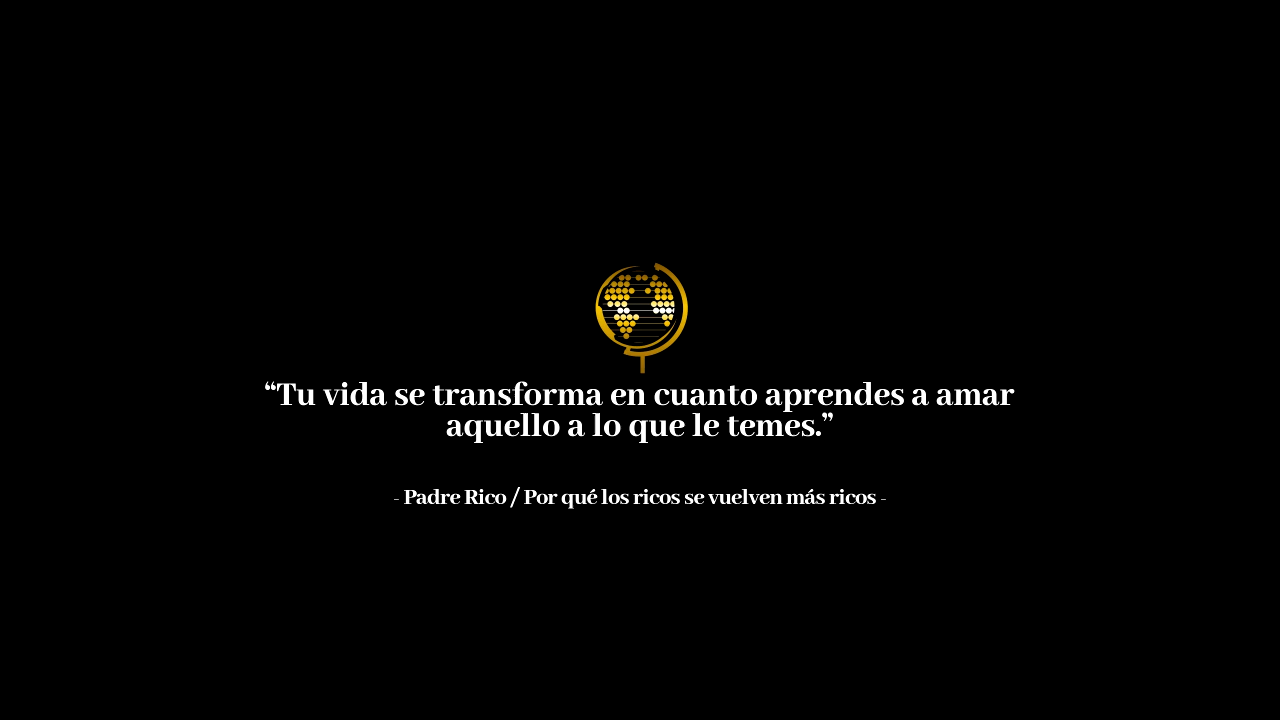 “Tu vida se transforma en cuanto aprendes a amar
aquello a lo que le temes.”
- Padre Rico / Por qué los ricos se vuelven más ricos -